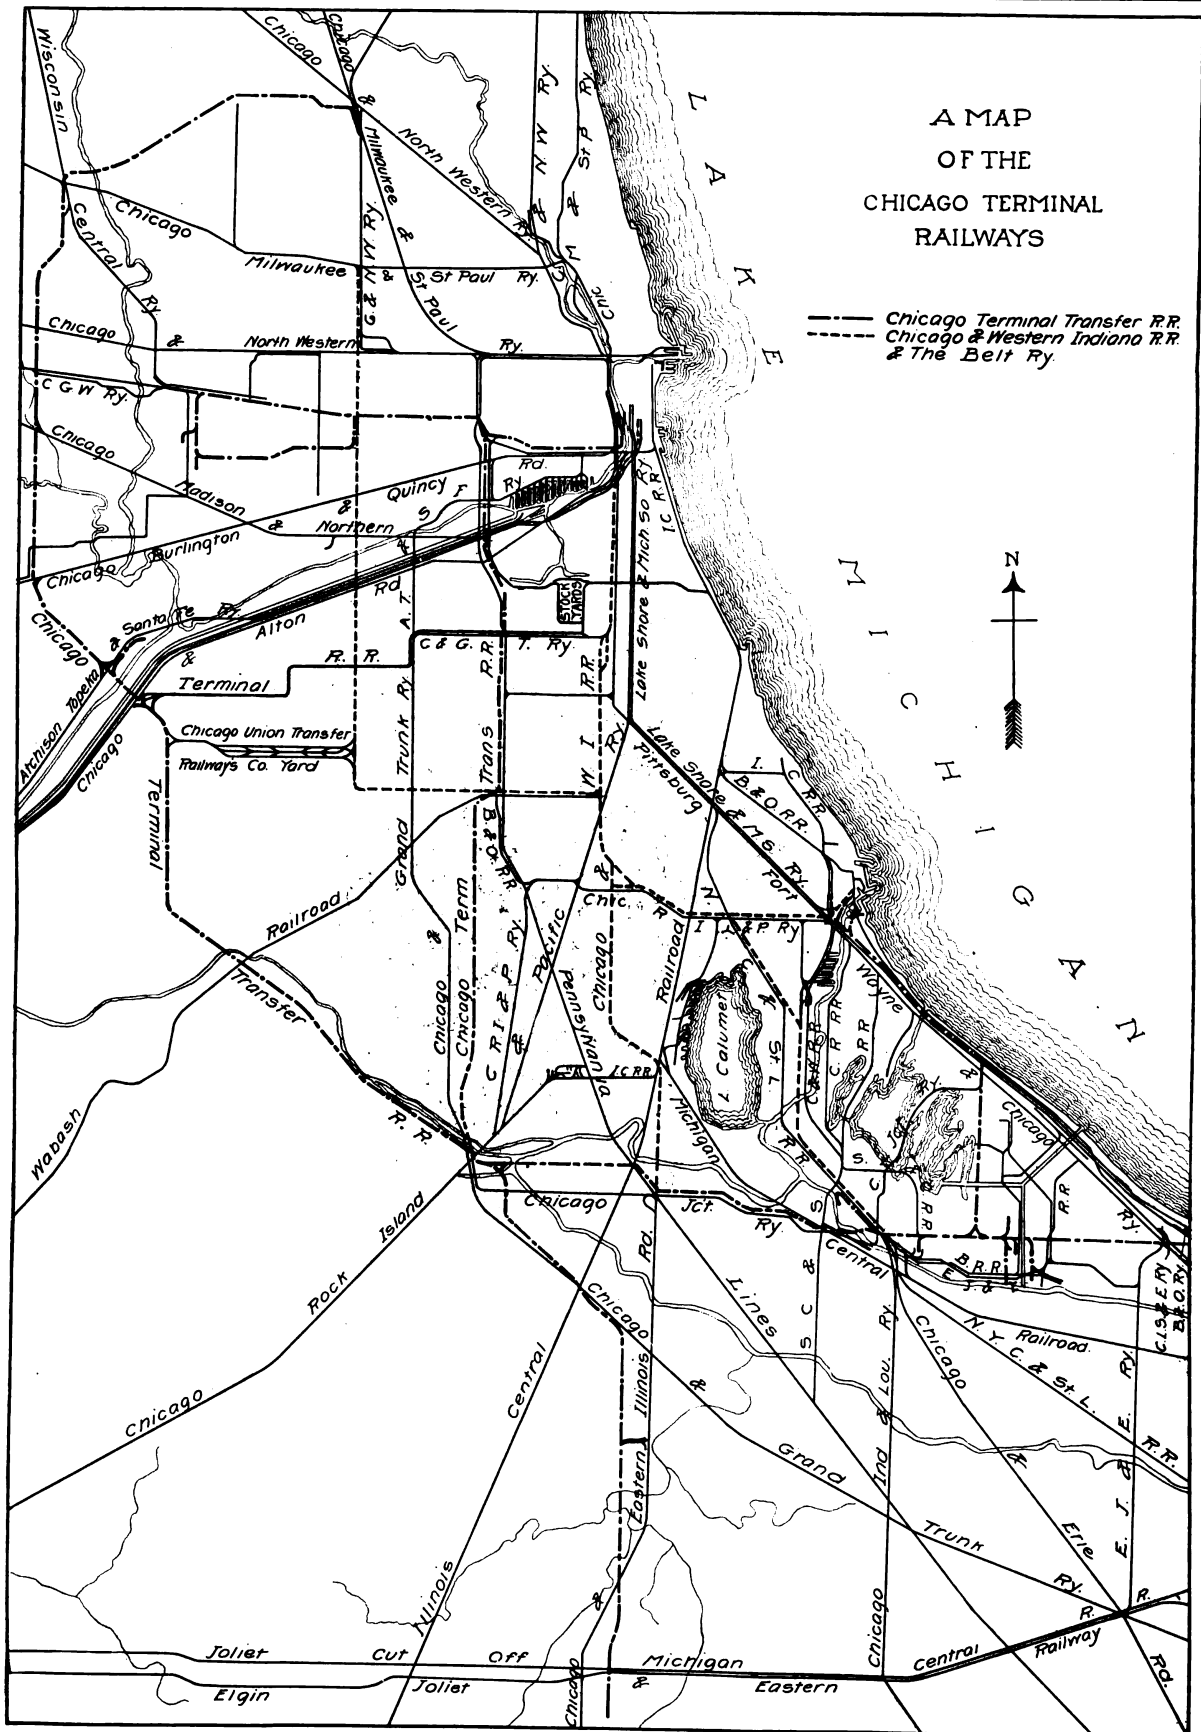 A MAP
OF THE
CHICAGO TERMINAL
RAILWAYS
Chicago Terminal Transfer R.R.
Chicago & Western Indiana R.R.
& The Belt Ry.
LAKE
MICHIGAN
N
Wisconsin
Central
Ry.
Chicago
North Western Ry.
Chicago
&
Milwaukee
&
St Paul
& N W Ry.
C M & St P Ry
Chicago
Milwaukee & St Paul Ry.
Chicago & North Western Ry.
C G W Ry.
Chicago
Madison
&
Northern
Chicago
Burlington
&
Quincy
Rd.
S F Ry
A. T.
Lake Shore & Mich So Ry.
I.C. R.R.
STOCK
YARDS
Chicago
& Santa Fe Ry
Alton
&
Rd
C & G. T. Ry
Terminal R. R.
Chicago Union Transfer
Railways Co. Yard
Atchison Topeka
Chicago
Terminal
Transfer
R. R.
Grand Trunk Ry
Chicago &
Trans R.R.
Chicago Term
B & O. RR
W I RR.
Chicago &
Lake Shore & M.S. Ry.
Pittsburg
Fort
Wayne
&
Chicago
Ry.
I. C. R.R.
B. & O. R.R.
Railroad
Wabash
Chicago
C R I & P Ry
Pacific
&
Pennsylvania
Lines
Railroad
Chic.
R I & P Ry
L Calumet
I.C.R.R.
Michigan
Central
Railroad
N. Y. C. & St. L.
R.R.
St L
R R
Chicago
Jct.
Ry.
Chicago
Rock
Island
Illinois
Central
Chicago
&
Eastern
Illinois
Rd.
Chicago
&
Grand
Trunk
Ry.
S C & S
Chicago
Ind & Lou. Ry.
Chicago
&
Erie
Rd.
E. J. & E. Ry.
C.I.S.& E Ry
B. & O. Ry.
B.R.R.
E J. &
Joliet Cut Off
Michigan
Central
R. R.
Elgin
Joliet
&
Eastern
Railway